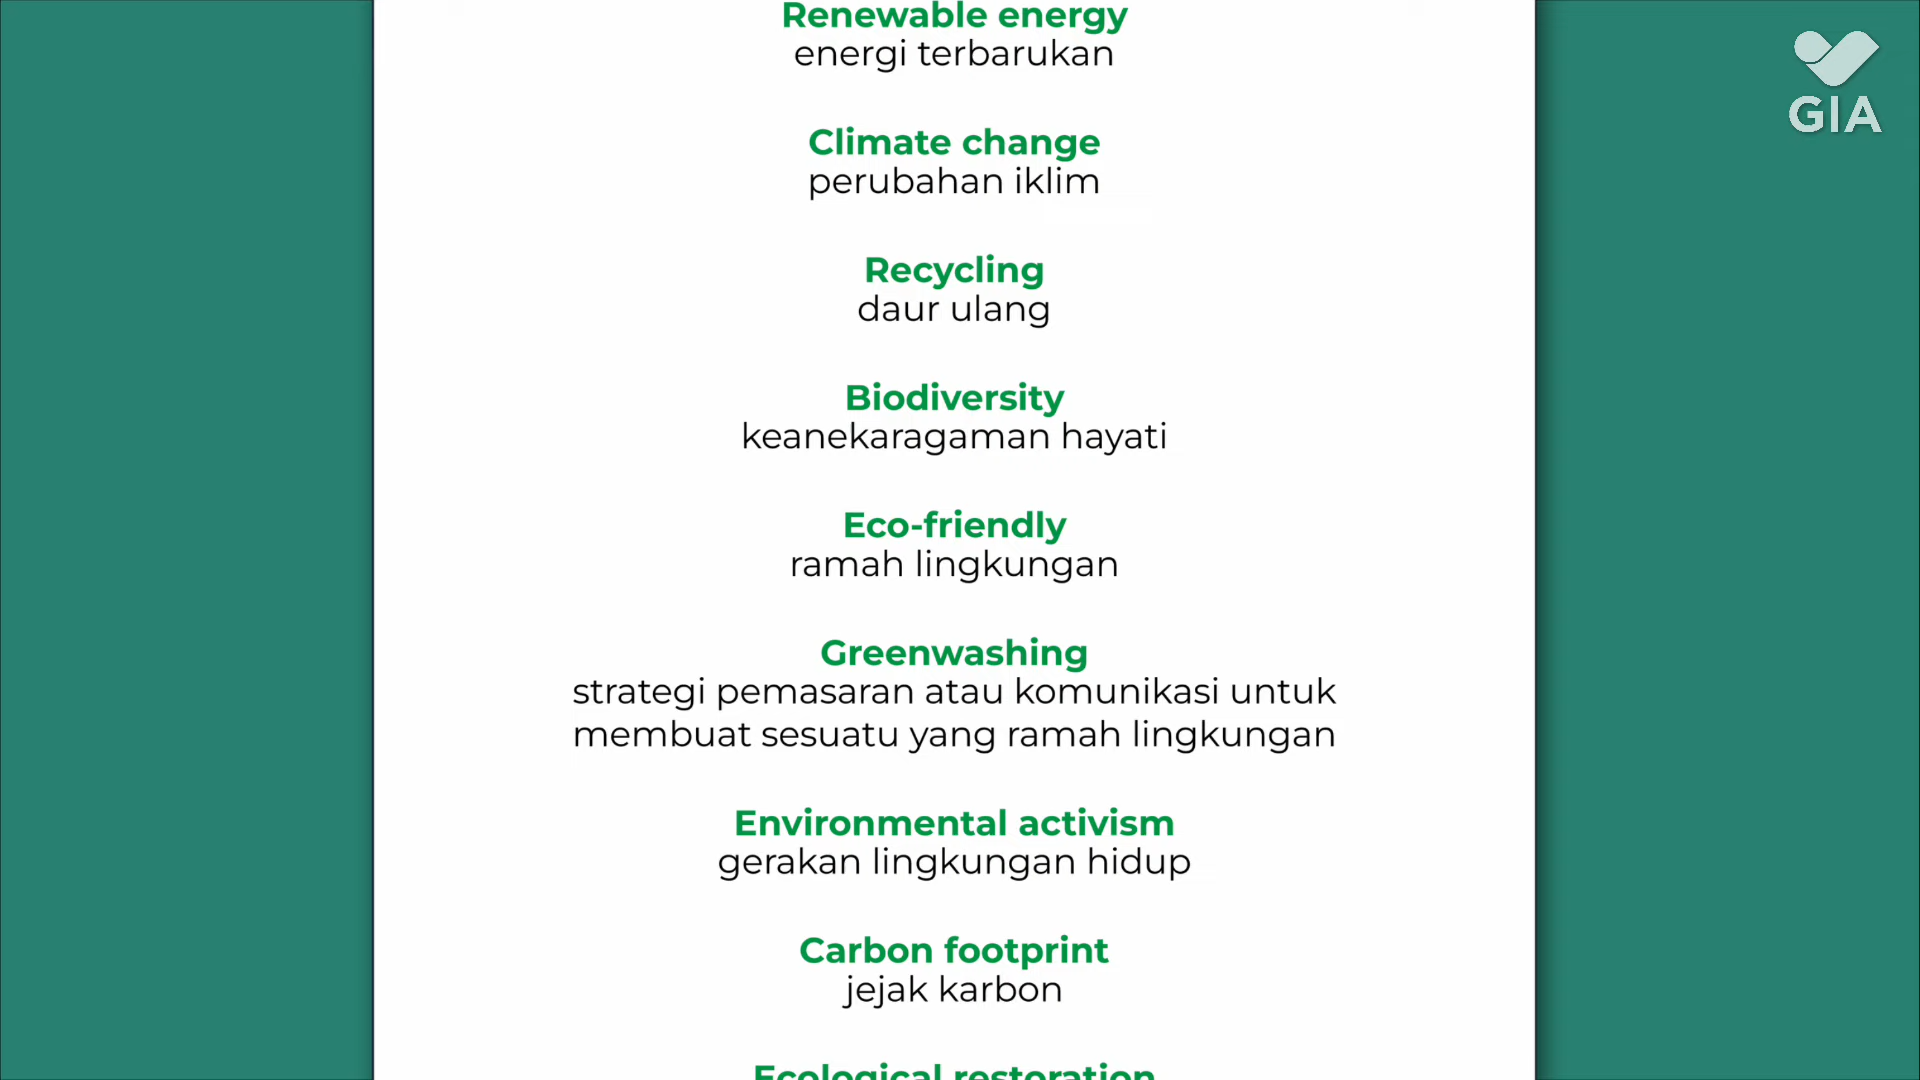 Renewable energy
energi terbarukan
GIA
Climate change
perubahan iklim
Recycling
daur ulang
Biodiversity
keanekaragaman hayati
Eco-friendly
ramah lingkungan
Greenwashing
strategi pemasaran atau komunikasi untuk
membuat sesuatu yang ramah lingkungan
Environmental activism
gerakan lingkungan hidup
Carbon footprint
jejak karbon
Ecological restoration